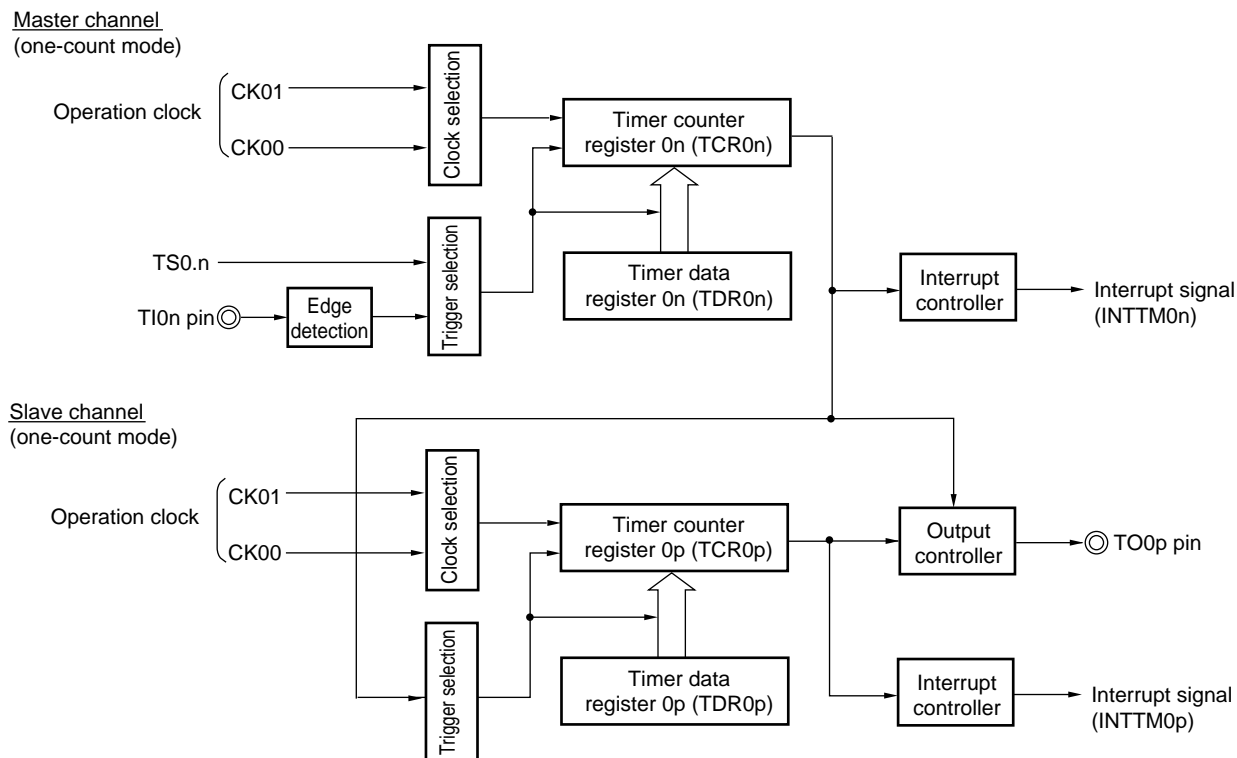 Master channel
(one-count mode)
Operation clock
CK01
CK00
Clock selection
Timer counter
register 0n (TCR0n)
TS0.n
TI0n pin
Edge
detection
Trigger selection
Timer data
register 0n (TDR0n)
Interrupt
controller
Interrupt signal
(INTTM0n)
Slave channel
(one-count mode)
Operation clock
CK01
CK00
Clock selection
Timer counter
register 0p (TCR0p)
Output
controller
TO0p pin
Trigger selection
Timer data
register 0p (TDR0p)
Interrupt
controller
Interrupt signal
(INTTM0p)